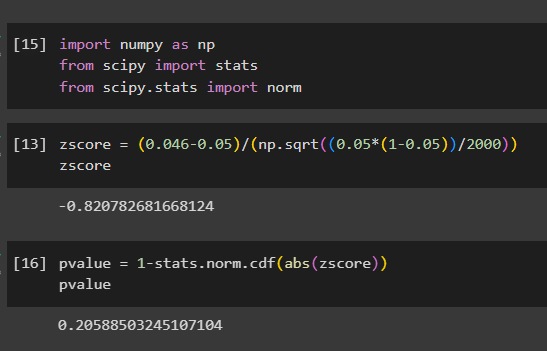 [15] import numpy as np
from scipy import stats
from scipy.stats import norm
[13] zscore = (0.046-0.05)/(np.sqrt((0.05*(1-0.05))/2000))
zscore
-0.820782681668124
[16] pvalue = 1-stats.norm.cdf(abs(zscore))
pvalue
0.20588503245107104